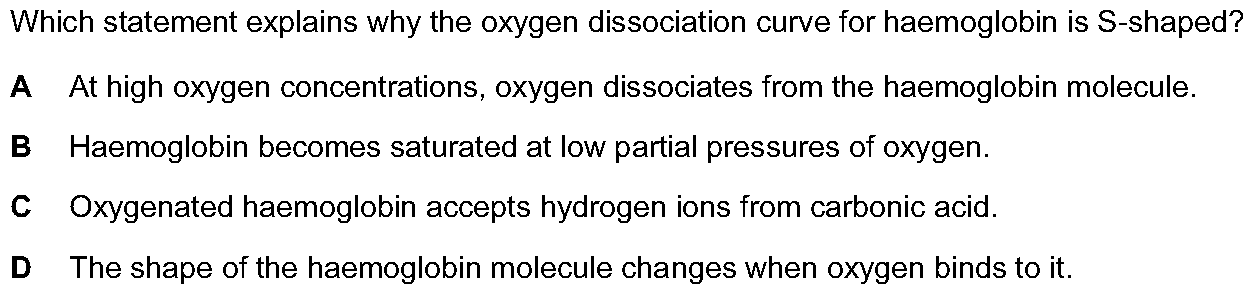 Which statement explains why the oxygen dissociation curve for haemoglobin is S-shaped?
A At high oxygen concentrations, oxygen dissociates from the haemoglobin molecule.
B Haemoglobin becomes saturated at low partial pressures of oxygen.
C Oxygenated haemoglobin accepts hydrogen ions from carbonic acid.
D The shape of the haemoglobin molecule changes when oxygen binds to it.